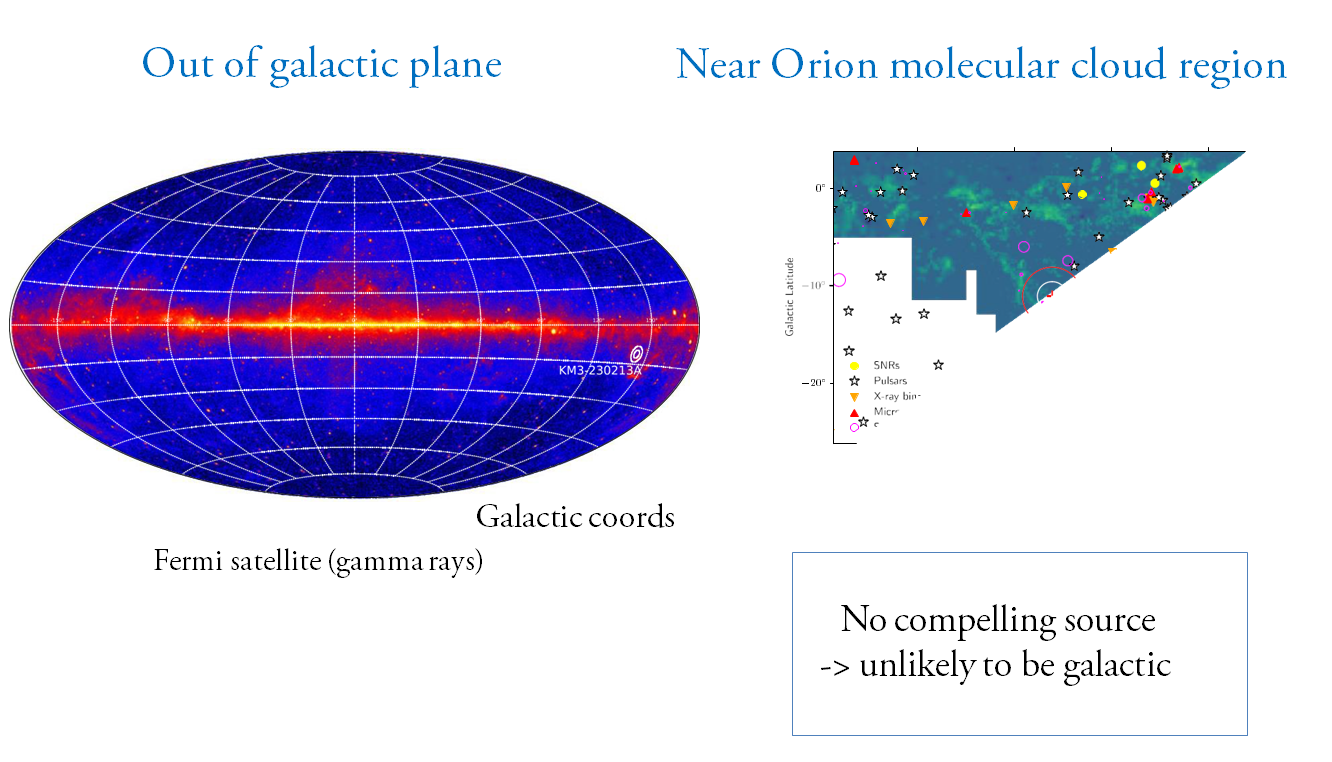 Out of galactic plane
Near Orion molecular cloud region
KM3-230213A
Galactic coords
Fermi satellite (gamma rays)
0°
−10°
−20°
Galactic Latitude
SNRs
Pulsars
X-ray
No compelling source
-> unlikely to be galactic